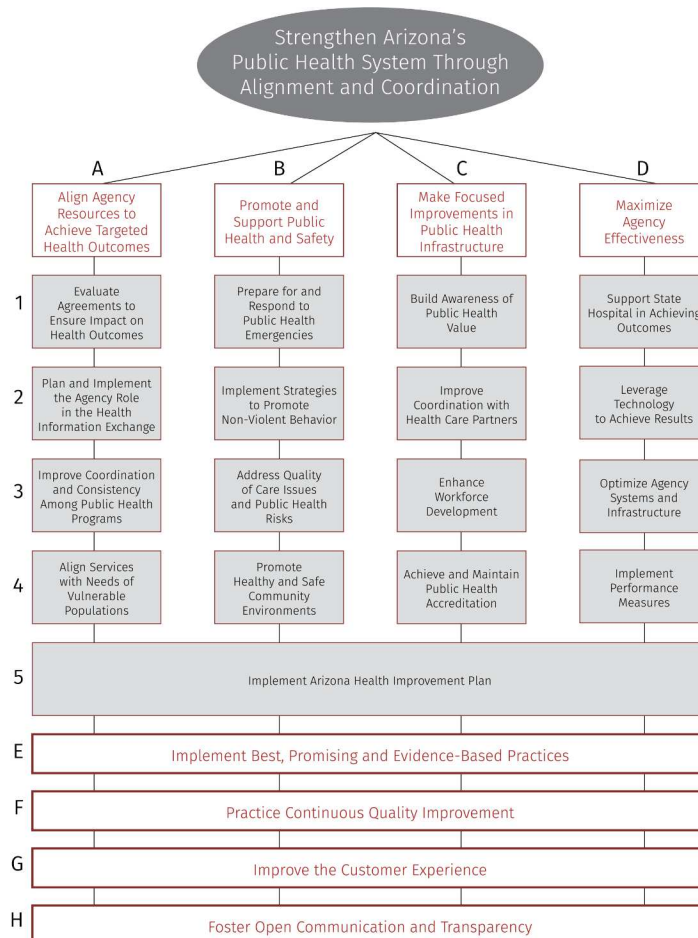 Strengthen Arizona's
Public Health System Through
Alignment and Coordination
A
B
C
D
Align Agency
Resources to
Achieve Targeted
Health Outcomes
Promote and
Support Public
Health and Safety
Make Focused
Improvements in
Public Health
Infrastructure
Maximize
Agency
Effectiveness
1
Evaluate
Agreements to
Ensure Impact on
Health Outcomes
Prepare for and
Respond to
Public Health
Emergencies
Build Awareness of
Public Health
Value
Support State
Hospital in Achieving
Outcomes
2
Plan and Implement
the Agency Role
in the Health
Information Exchange
Implement Strategies
to Promote
Non-Violent Behavior
Improve
Coordination with
Health Care Partners
Leverage
Technology
to Achieve Results
3
Improve Coordination
and Consistency
Among Public Health
Programs
Address Quality
of Care Issues
and Public Health
Risks
Enhance
Workforce
Development
Optimize Agency
Systems and
Infrastructure
4
Align Services
with Needs of
Vulnerable
Populations
Promote
Healthy and Safe
Community
Environments
Achieve and Maintain
Public Health
Accreditation
Implement
Performance
Measures
5
Implement Arizona Health Improvement Plan
E
Implement Best, Promising and Evidence-Based Practices
F
Practice Continuous Quality Improvement
G
Improve the Customer Experience
H
Foster Open Communication and Transparency